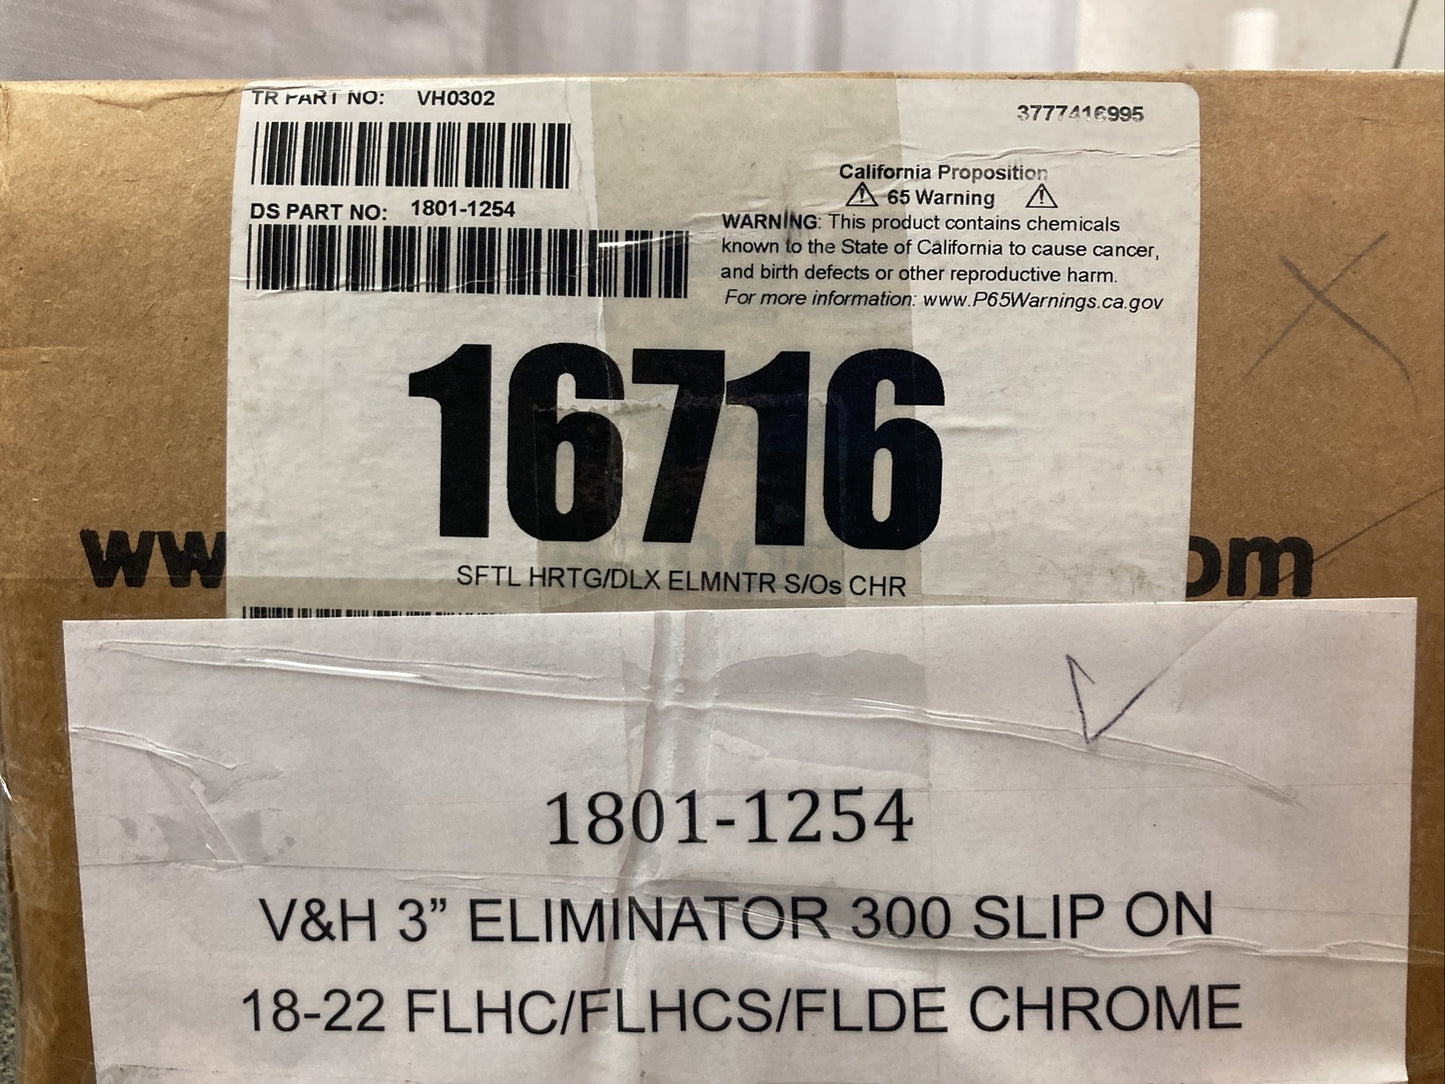 TR PART NO: VH0302
3777416995
DS PART NO: 1801-1254
California Proposition
65 Warning
WARNING: This product contains chemicals
known to the State of California to cause cancer,
and birth defects or other reproductive harm.
For more information: www.P65Warnings.ca.gov
16716
SFTL HRTG/DLX ELMNTR S/Os CHR
1801-1254
V&H 3” ELIMINATOR 300 SLIP ON
18-22 FLHC/FLHCS/FLDE CHROME